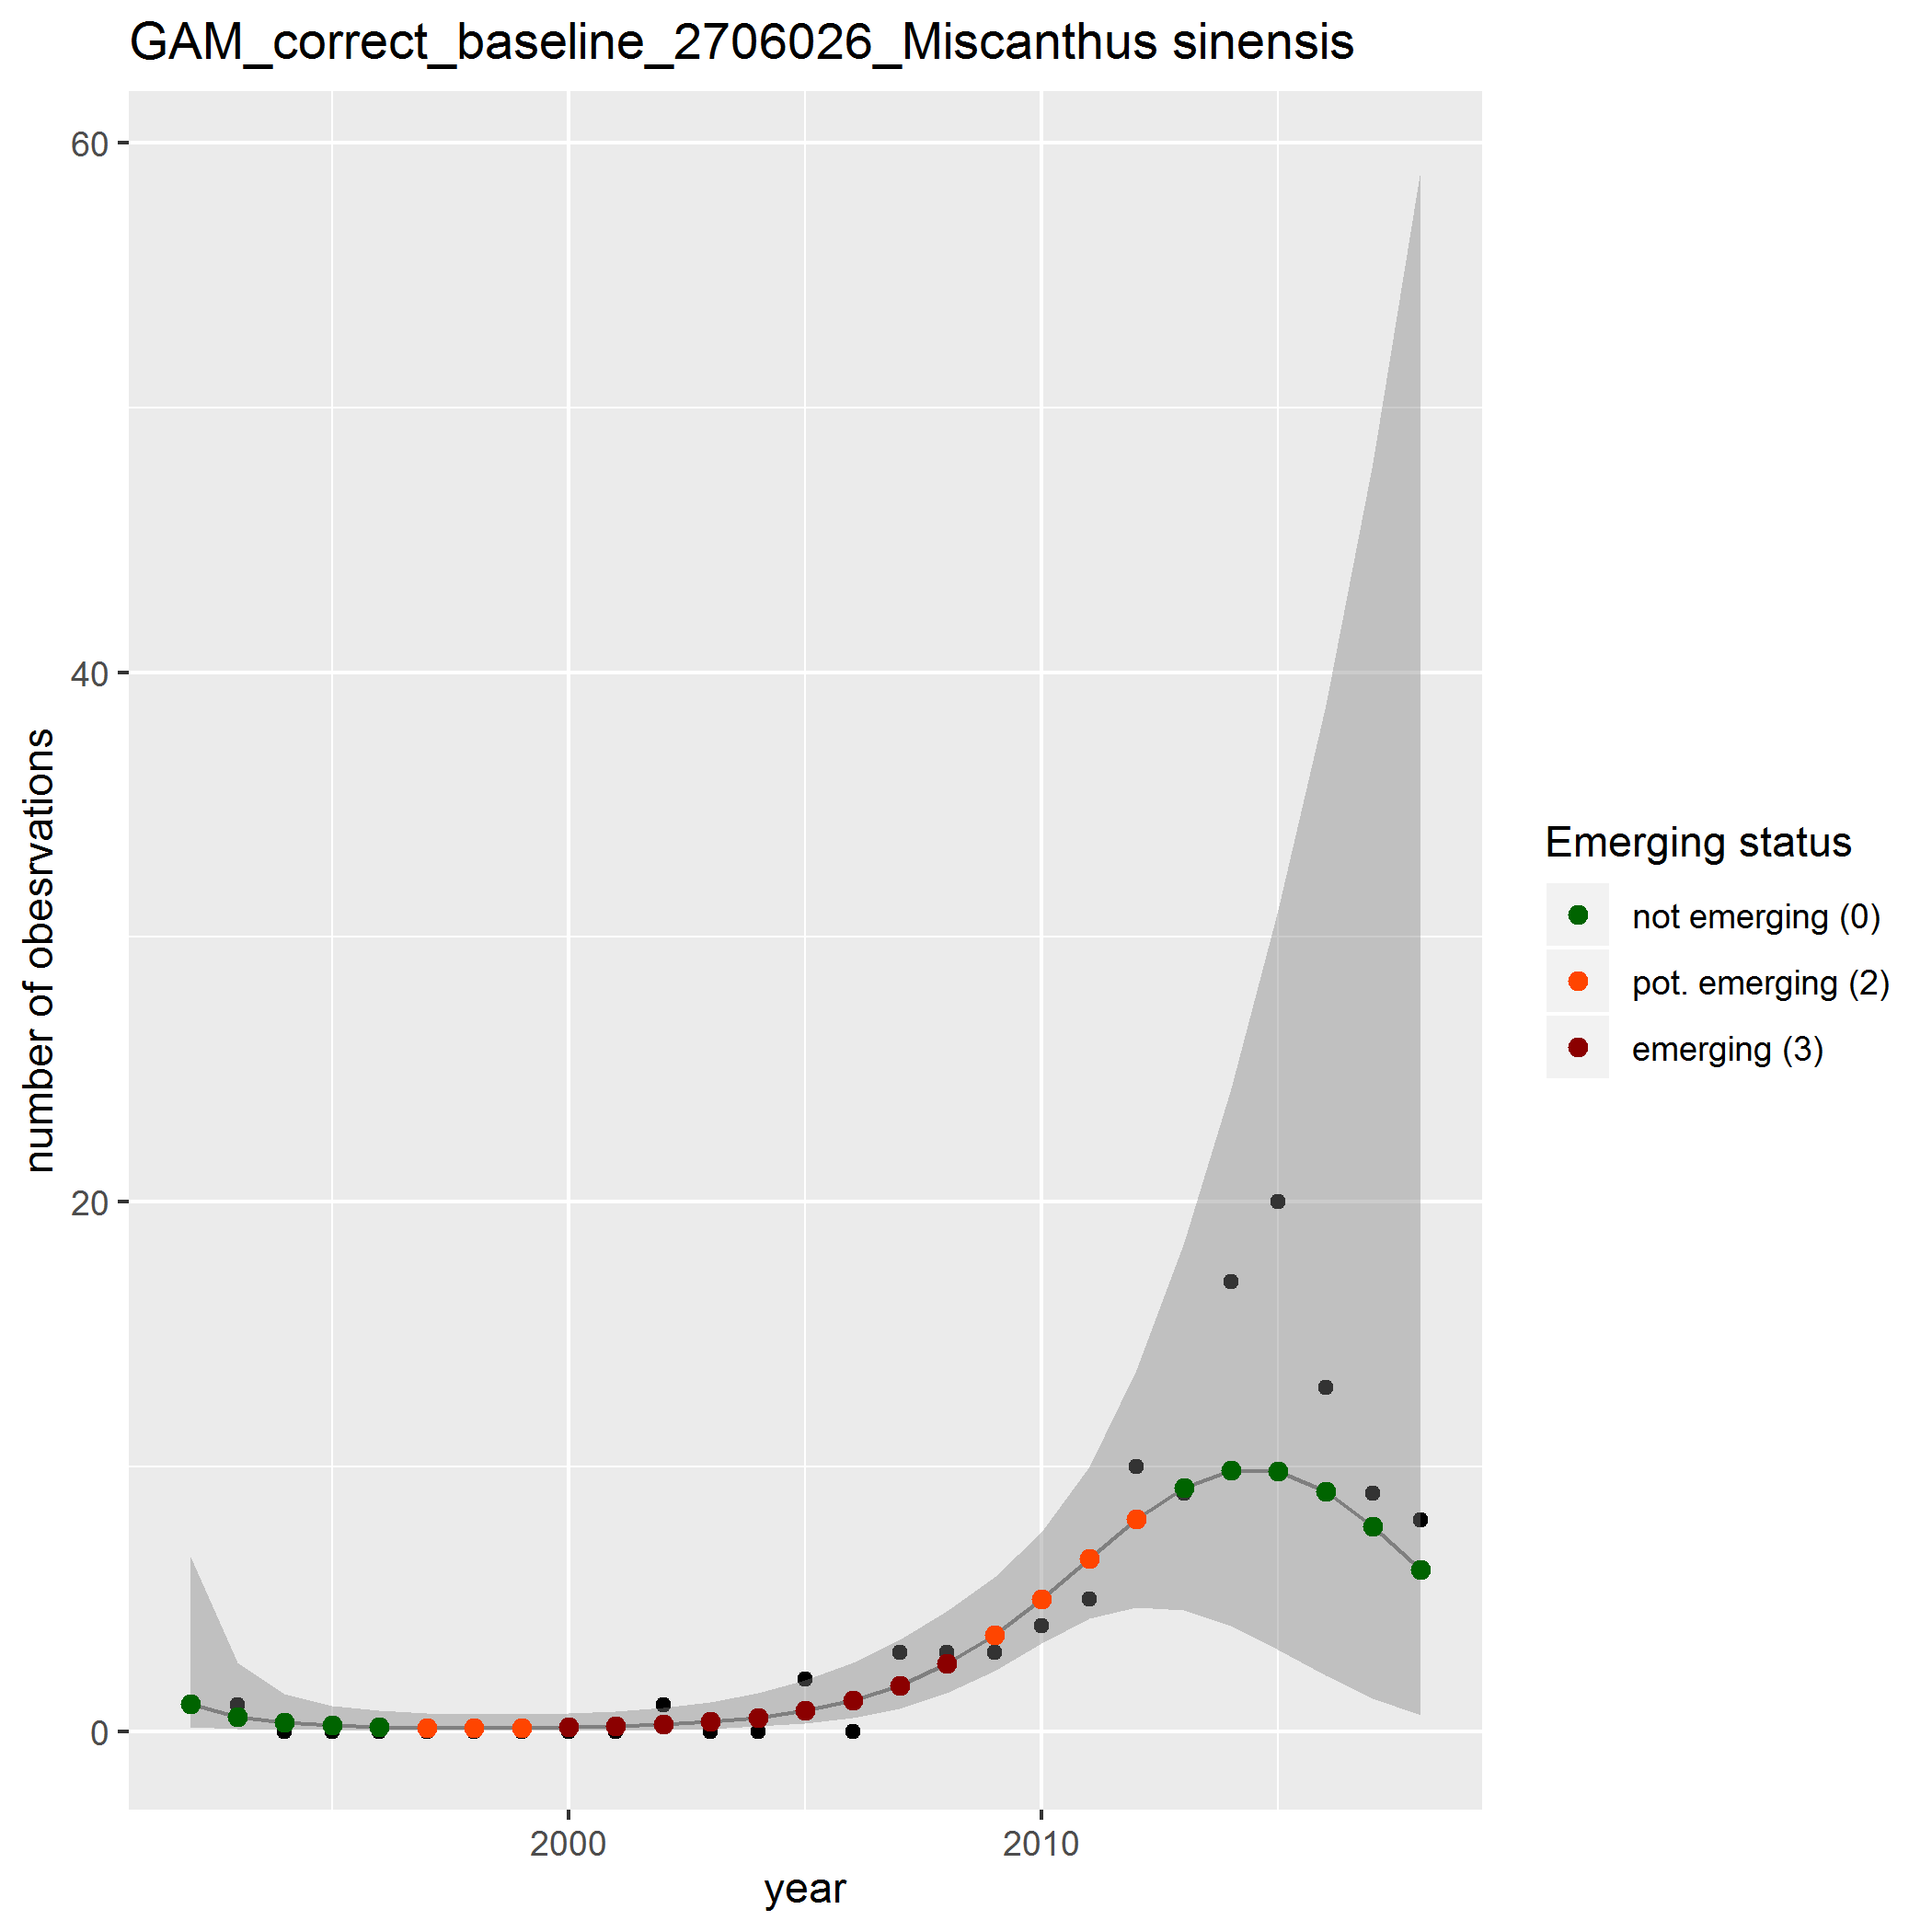 GAM_correct_baseline_2706026_Miscanthus sinensis
60
40
20
0
number of obesrvations
2000
2010
year
Emerging status
not emerging (0)
pot. emerging (2)
emerging (3)